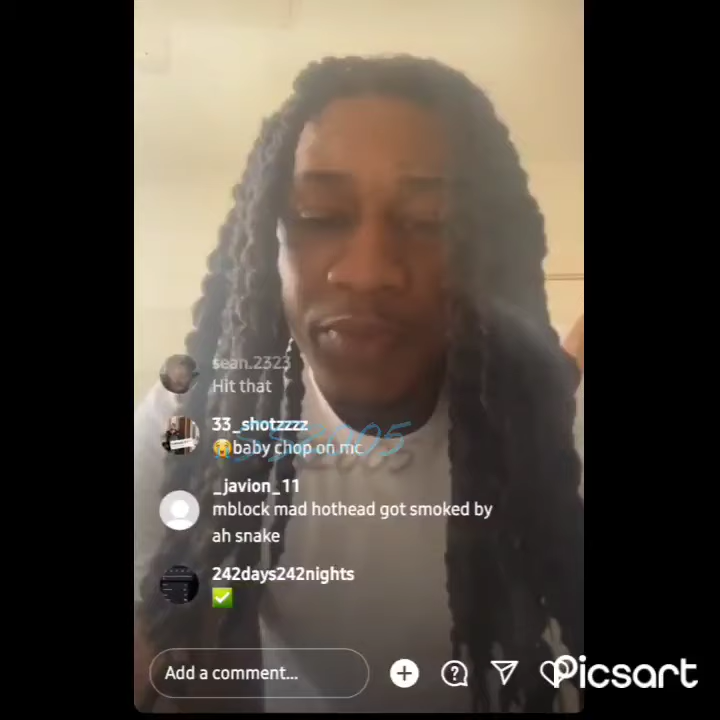 sean.2323
Hit that
33_shotzzzz
😭baby chop on mc
_javion_11
mblock mad hothead got smoked by
ah snake
242days242nights
✅
Add a comment...
Picsart